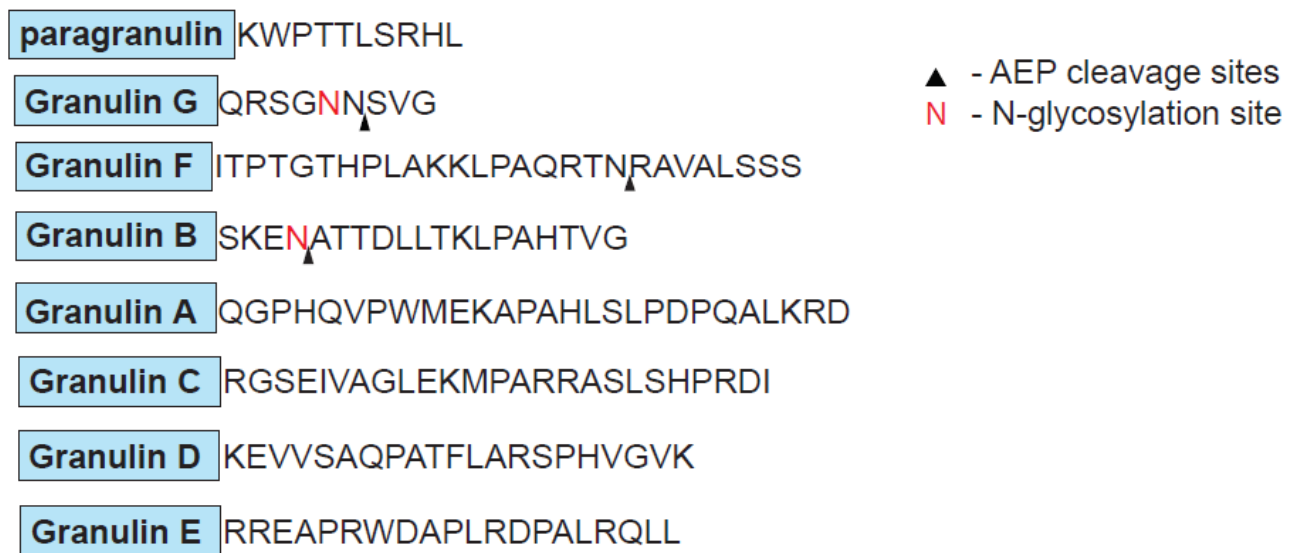 paragranulin KWPTTLSRHL
Granulin G QRSGNNSVG
Granulin F ITPTGTHPLAKKLPAQRTNRAVALSSS
Granulin B SKENATTDLLTKLPAHTVG
Granulin A QGPHQVPWMEKAPAHLSLPDPQALKRD
Granulin C RGSEIVAGLEKMPARRASLSHPRDI
Granulin D KEVVSAQPATFLARSPHVGVK
Granulin E RREAPRWDAPLRDPALRQLL
▲ - AEP cleavage sites
N - N-glycosylation site